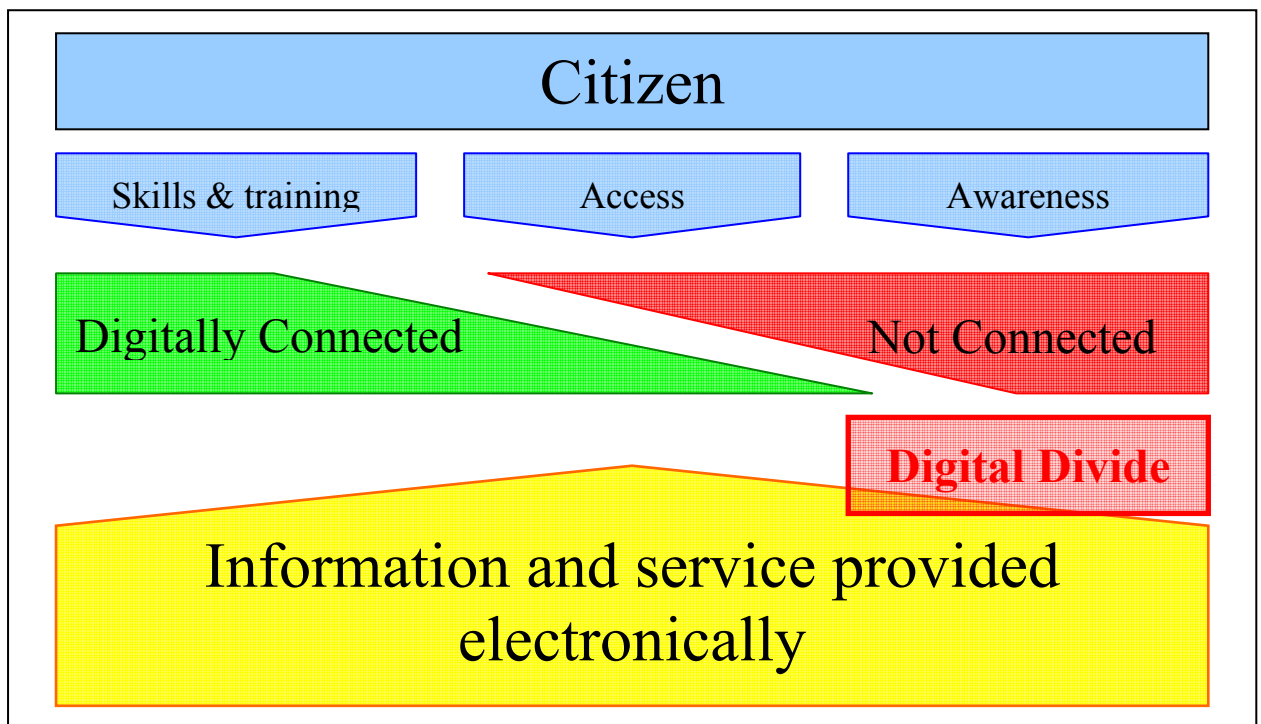 Citizen
Skills & training
Access
Awareness
Digitally Connected
Not Connected
Digital Divide
Information and service provided
electronically